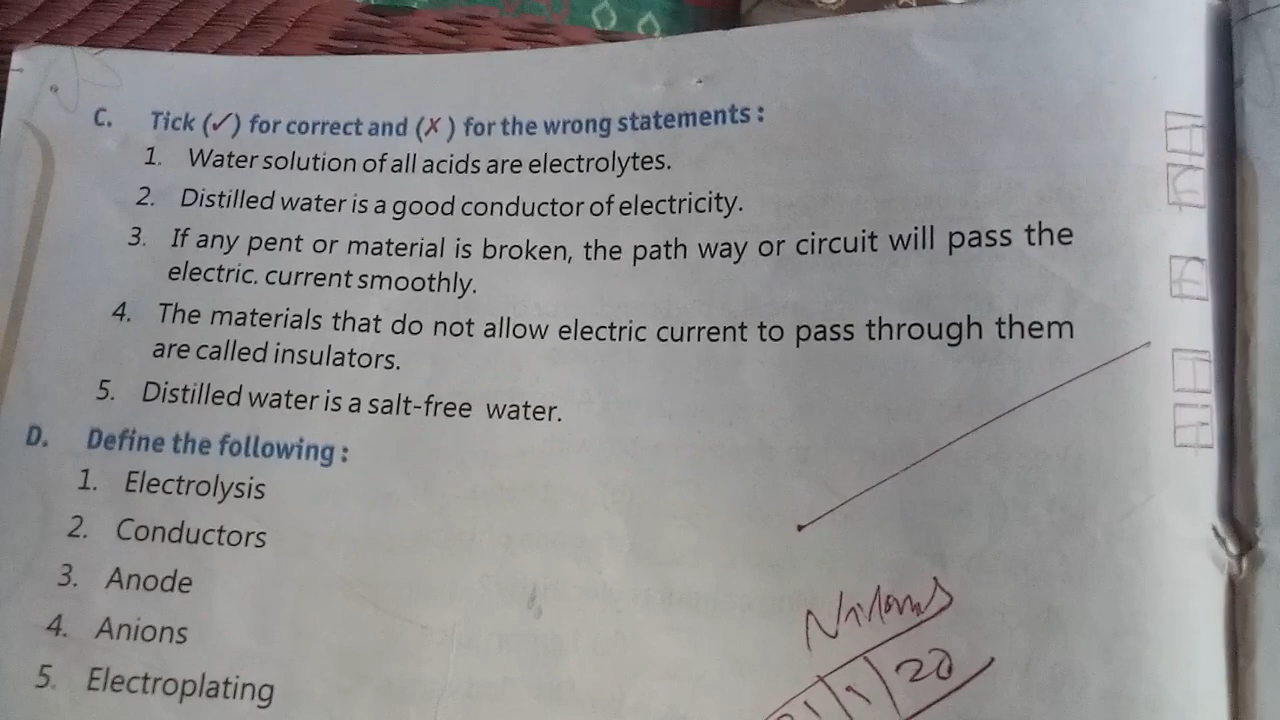 C. Tick (✓) for correct and (✗) for the wrong statements :
1. Water solution of all acids are electrolytes.
2. Distilled water is a good conductor of electricity.
3. If any pent or material is broken, the path way or circuit will pass the
electric. current smoothly.
4. The materials that do not allow electric current to pass through them
are called insulators.
5. Distilled water is a salt-free water.
D. Define the following :
1. Electrolysis
2. Conductors
3. Anode
4. Anions
5. Electroplating
20